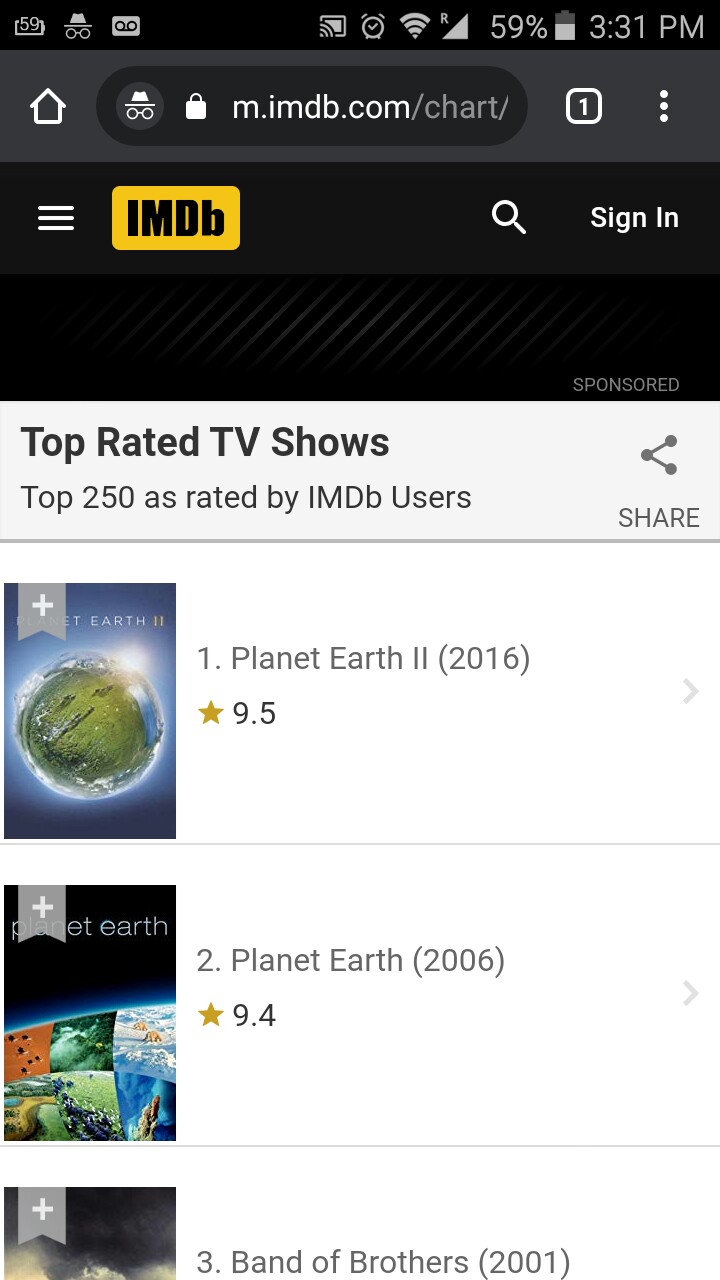 59
R
59%
3:31 PM
m.imdb.com/chart/
1
IMDb
Sign In
SPONSORED
Top Rated TV Shows
Top 250 as rated by IMDb Users
SHARE
PLANET EARTH II
1. Planet Earth II (2016)
9.5
planet earth
2. Planet Earth (2006)
9.4
3. Band of Brothers (2001)